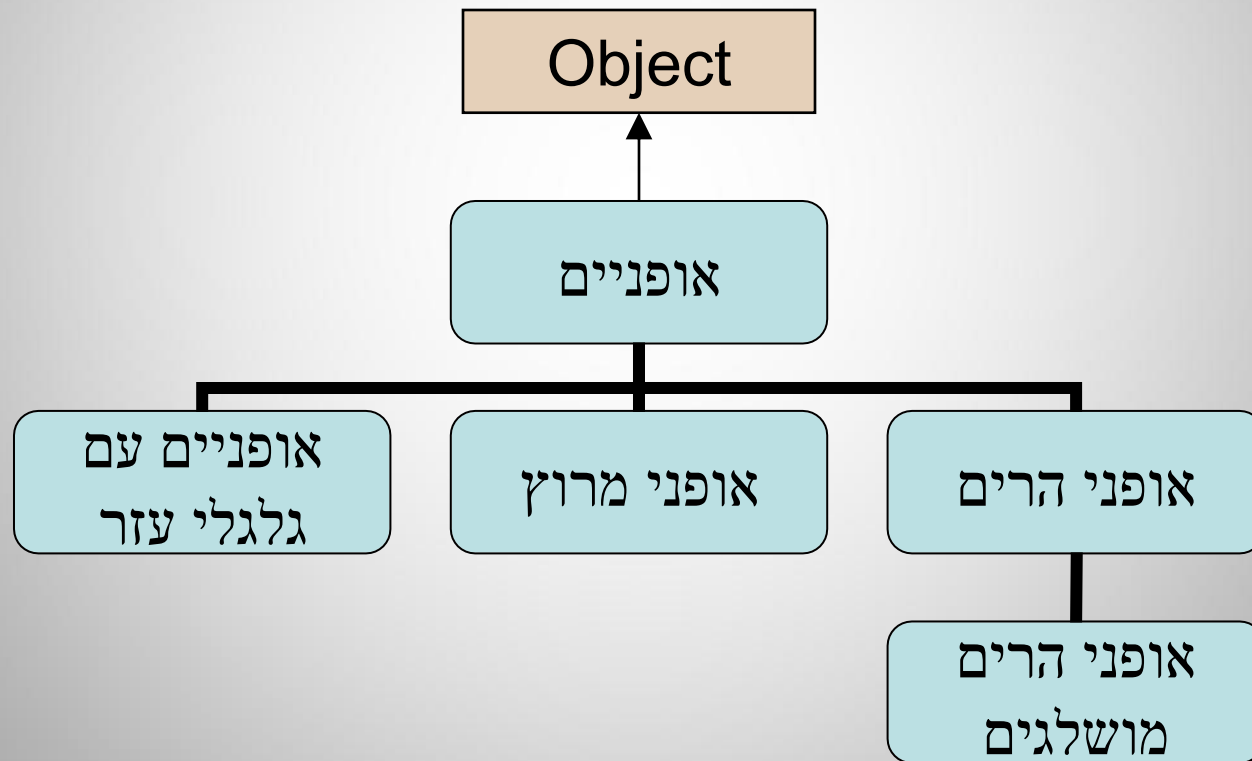 Object
אופניים
אופני הרים
אופני מרוץ
אופניים עם
גלגלי עזר
אופני הרים
מושלגים